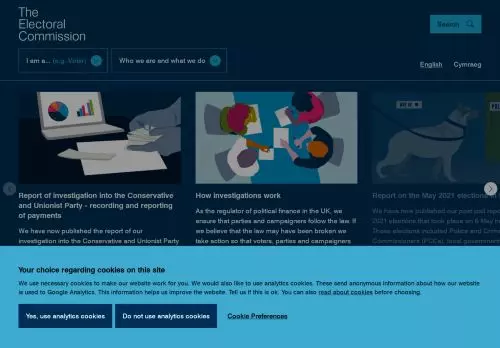 The
Electoral
Commission
Search
I am a... (e.g. Voter)
Who we are and what we do
English
Cymraeg
Report of investigation into the Conservative
and Unionist Party - recording and reporting
of payments
We have now published the report of our
investigation into the Conservative and Unionist Party
How investigations work
As the regulator of political finance in the UK, we
ensure that parties and campaigners follow the law. If
we believe that the law may have been broken we
take action so that voters, parties and campaigners
Report on the May 2021 elections in
We have now published our post poll
2021 elections that took place on 6 May
These elections included Police and Crime
Commissioners (PCCs), local government
Your choice regarding cookies on this site
We use necessary cookies to make our website work for you. We would also like to use analytics cookies. These send anonymous information about how our website
is used to Google Analytics. This information helps us improve the website. Tell us if this is ok. You can also read about cookies before choosing.
Yes, use analytics cookies
Do not use analytics cookies
Cookie Preferences